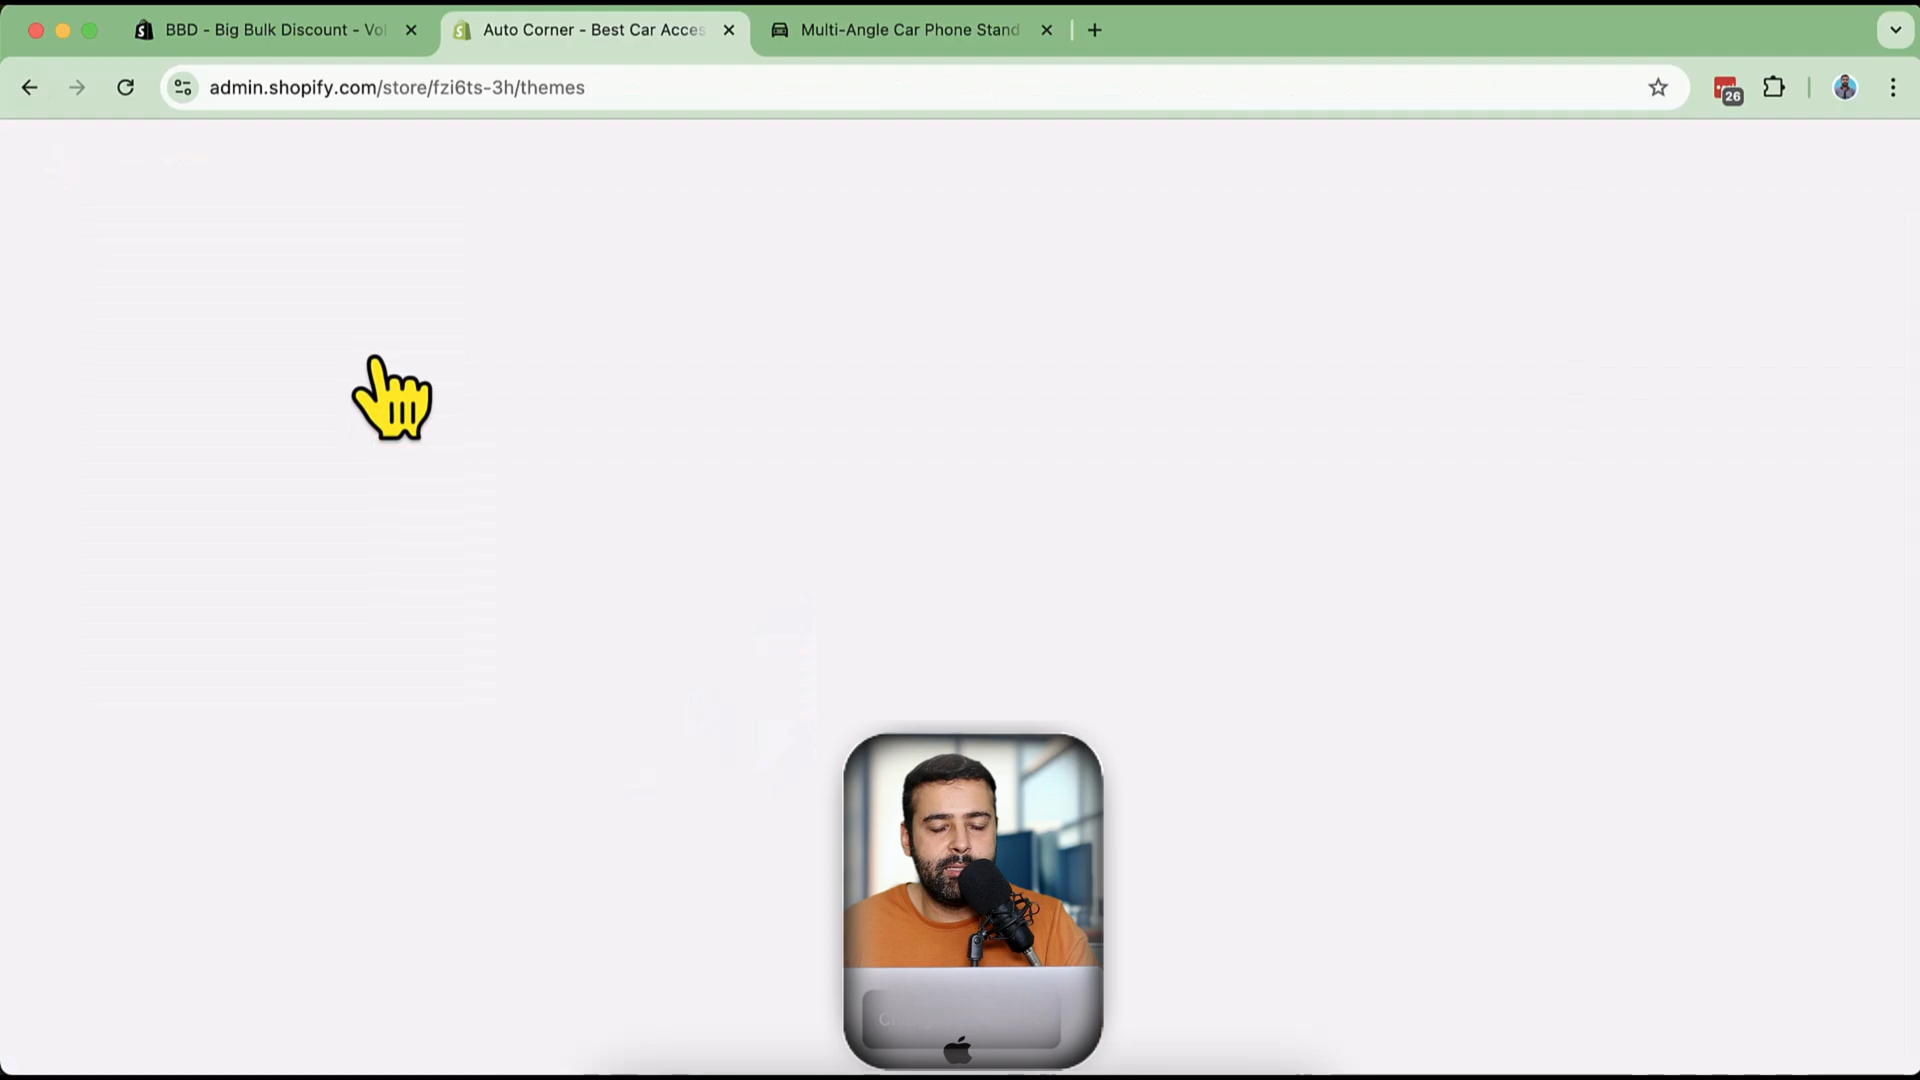 BBD - Big Bulk Discount - Vol
Auto Corner - Best Car Acces
Multi-Angle Car Phone Stand
admin.shopify.com/store/fzi6ts-3h/themes
26